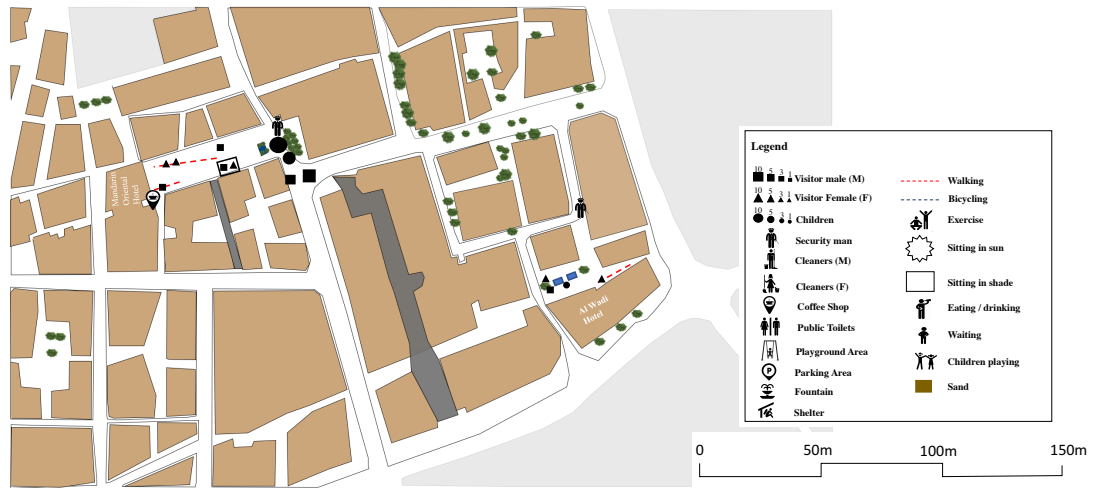 Mandarin
Oriental
Hotel
Al Wadi
Hotel
Legend
10 5 3 1
Visitor male (M)
10 5 3 1
Visitor Female (F)
10 5 3 1
Children
Security man
Cleaners (M)
Cleaners (F)
Coffee Shop
Public Toilets
Playground Area
P
Parking Area
Fountain
Shelter
Walking
Bicycling
Exercise
Sitting in sun
Sitting in shade
Eating / drinking
Waiting
Children playing
Sand
0 50m 100m 150m